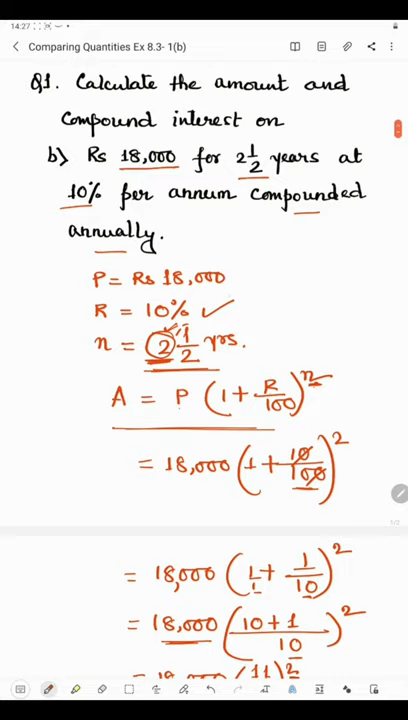 14:27
Comparing Quantities Ex 8.3- 1(b)
Q1. Calculate the amount and
compound interest on
b) Rs 18,000 for 2 1/2 years at
10% per annum compounded
annually.
P = Rs 18,000
R = 10% ✓
n = 2 1/2 yrs.
A = P (1 + R/100)^n
= 18,000 (1 + 10/100)^2
1/2
= 18,000 (1/1 + 1/10)^2
= 18,000 (10 + 1/10)^2